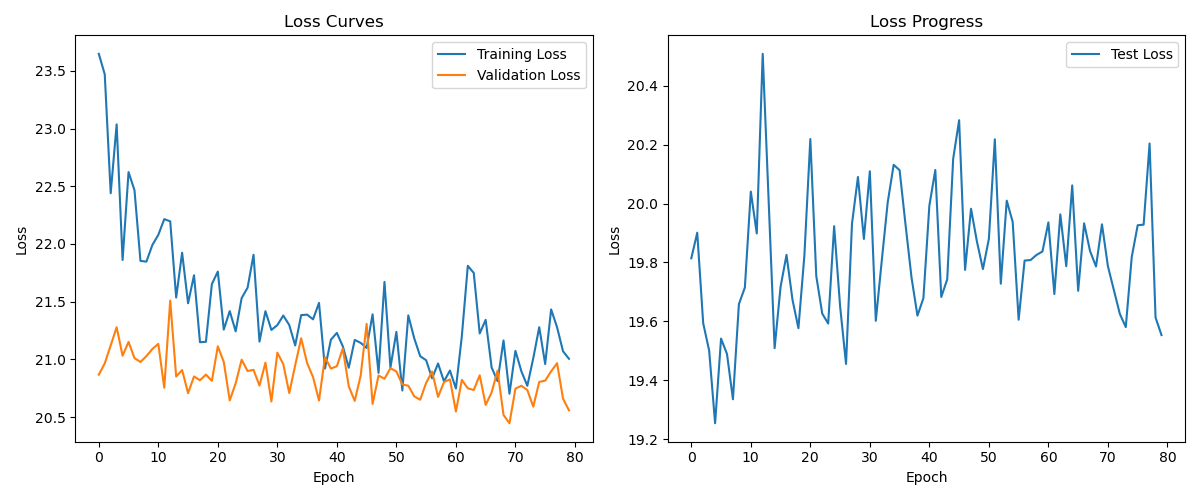 Loss Curves
Training Loss
Validation Loss
23.5
23.0
22.5
22.0
21.5
21.0
20.5
Loss
0 10 20 30 40 50 60 70 80
Epoch
Loss Progress
Test Loss
20.4
20.2
20.0
19.8
19.6
19.4
19.2
Loss
0 10 20 30 40 50 60 70 80
Epoch